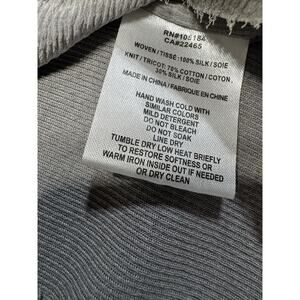 RN#105184
CA#22465
WOVEN / TISSE: 100% SILK / SOIE
KNIT / TRICOT: 70% COTTON / COTON,
30% SILK / SOIE
MADE IN CHINA / FABRIQUE EN CHINE
HAND WASH COLD WITH
SIMILAR COLORS
MILD DETERGENT
DO NOT BLEACH
DO NOT SOAK
LINE DRY
TUMBLE DRY LOW HEAT BRIEFLY
TO RESTORE SOFTNESS OR
WARM IRON INSIDE OUT IF NEEDED
OR DRY CLEAN